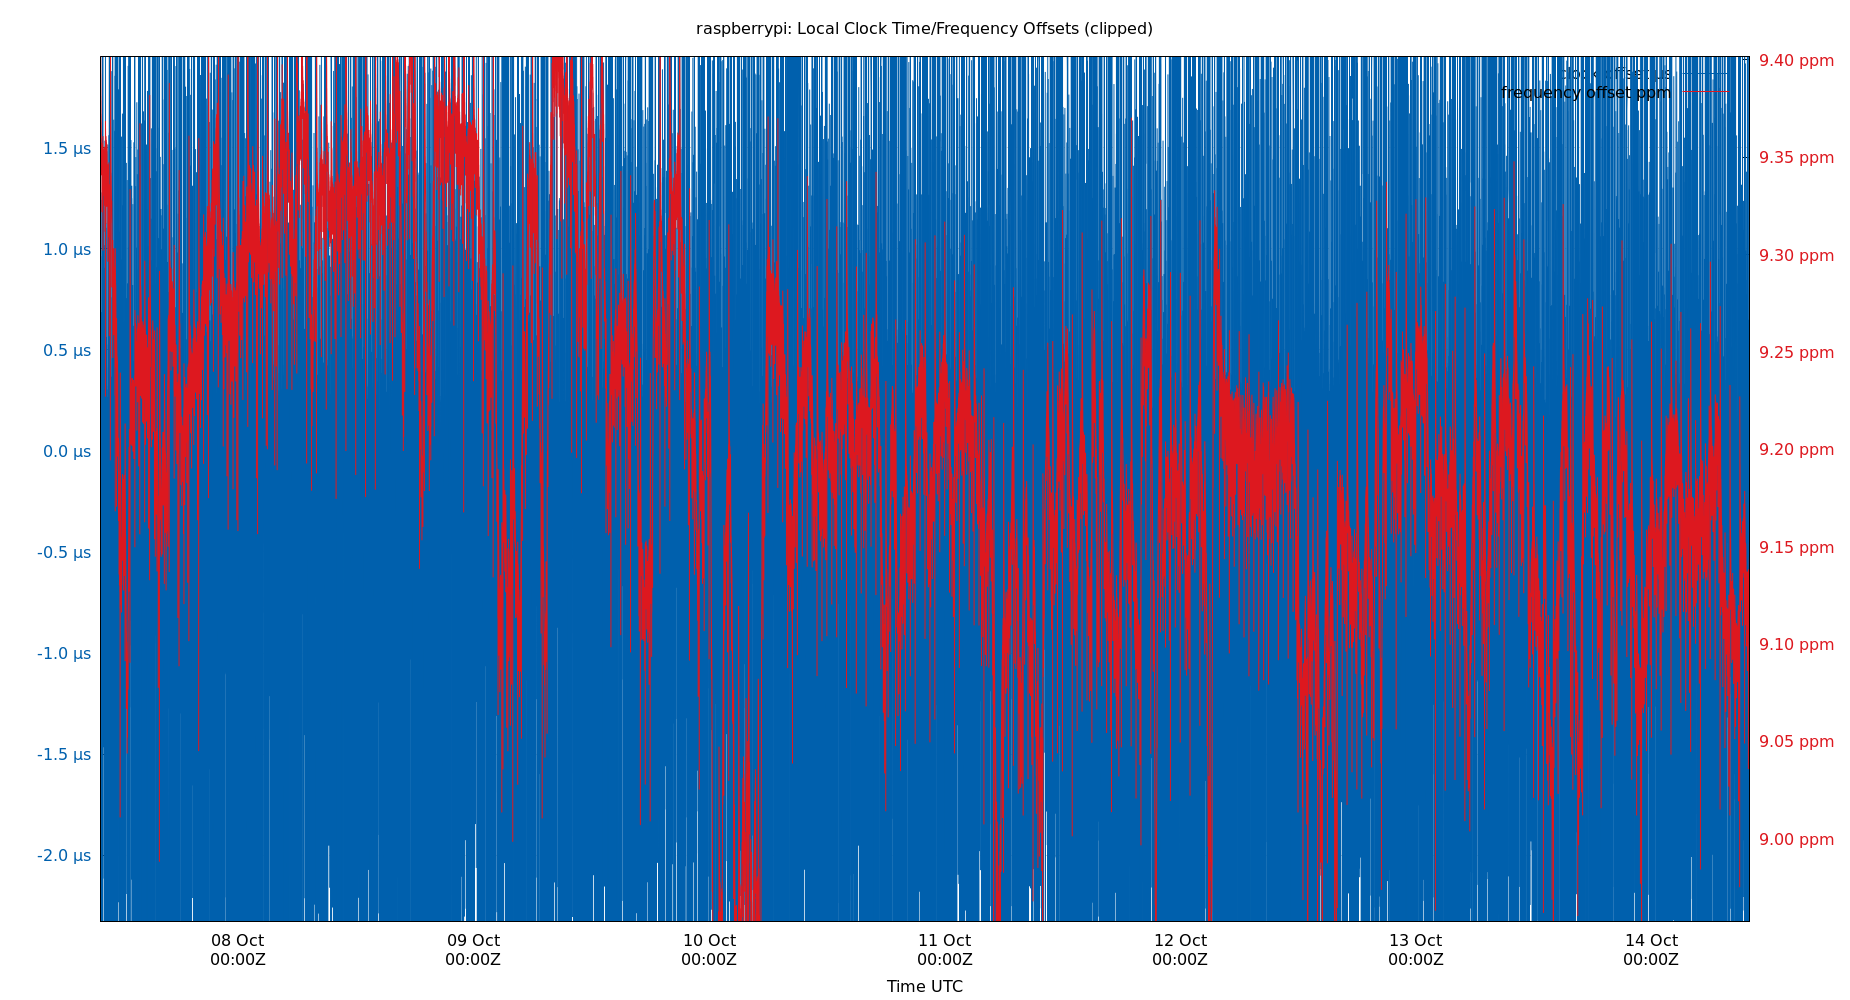 raspberrypi: Local Clock Time/Frequency Offsets (clipped)
9.40 ppm
clock offset µs
frequency offset ppm
1.5 µs
9.35 ppm
1.0 µs
9.30 ppm
0.5 µs
9.25 ppm
0.0 µs
9.20 ppm
-0.5 µs
9.15 ppm
-1.0 µs
9.10 ppm
-1.5 µs
9.05 ppm
-2.0 µs
9.00 ppm
08 Oct
00:00Z
09 Oct
00:00Z
10 Oct
00:00Z
11 Oct
00:00Z
12 Oct
00:00Z
13 Oct
00:00Z
14 Oct
00:00Z
Time UTC